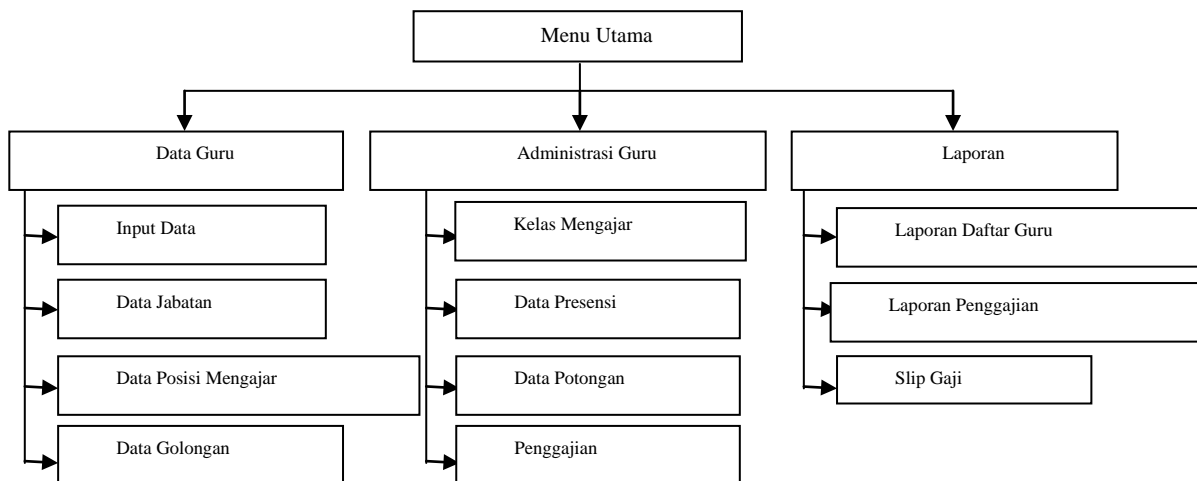 Menu Utama
Data Guru
Administrasi Guru
Laporan
Input Data
Data Jabatan
Data Posisi Mengajar
Data Golongan
Kelas Mengajar
Data Presensi
Data Potongan
Penggajian
Laporan Daftar Guru
Laporan Penggajian
Slip Gaji